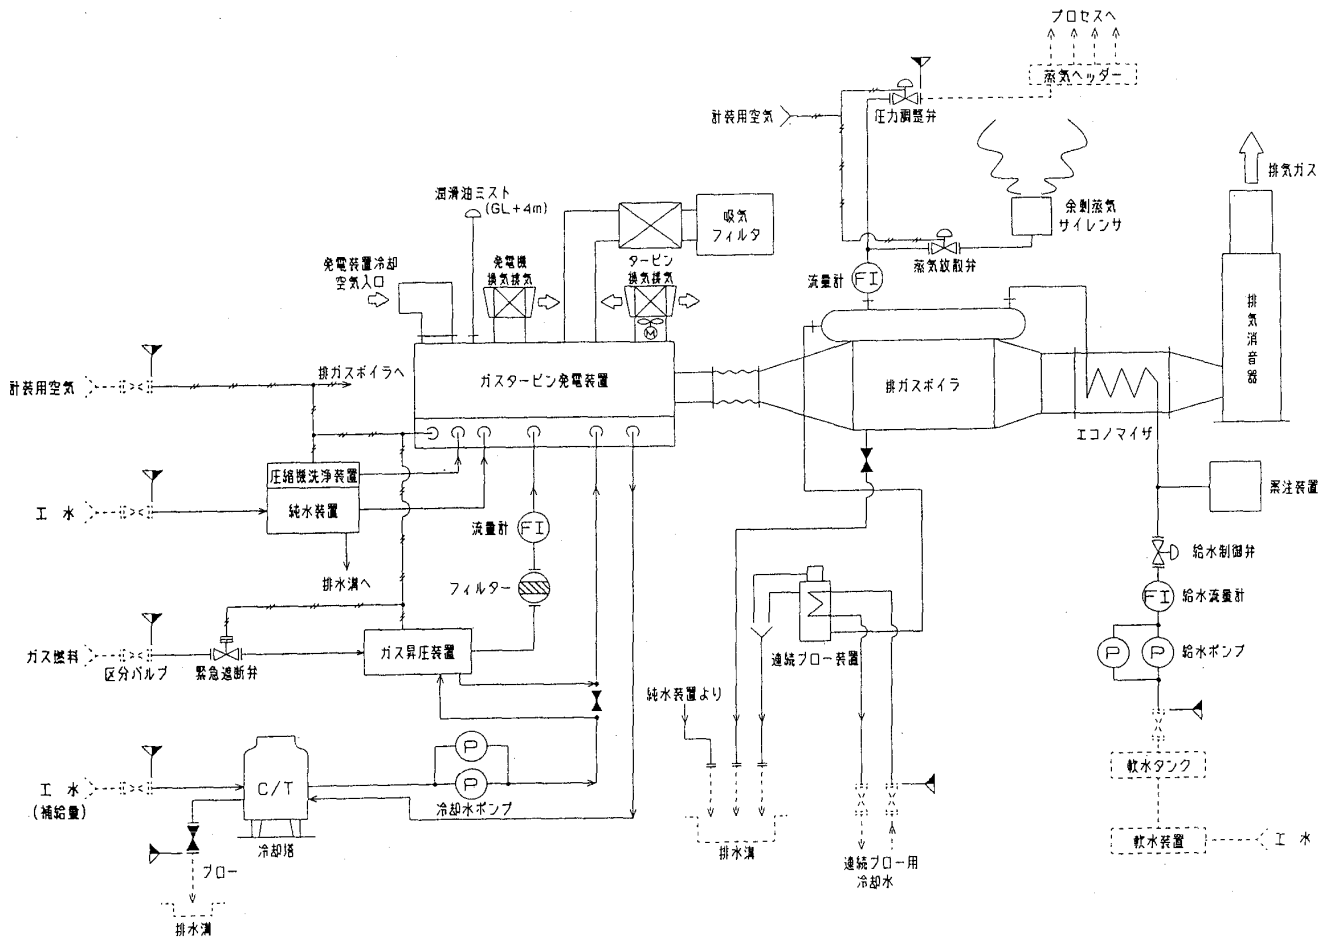 プロセスへ
蒸気ヘッダー
計装用空気
圧力調整弁
排気ガス
余剰蒸気
サイレンサ
蒸気放散弁
潤滑油ミスト
(GL+4m)
吸気
フィルタ
発電装置冷却
空気入口
発電機
換気排気
タービン
換気排気
M
流量計
FI
排気消音器
計装用空気
排ガスボイラへ
ガスタービン発電装置
排ガスボイラ
エコノマイザ
圧縮機洗浄装置
純水装置
工水
排水溝へ
流量計
FI
フィルター
薬注装置
給水制御弁
FI
給水流量計
P
P
給水ポンプ
ガス燃料
区分バルブ
緊急遮断弁
ガス昇圧装置
連続ブロー装置
純水装置より
工水
(補給量)
C/T
冷却塔
P
P
冷却水ポンプ
ブロー
排水溝
排水溝
連続ブロー用
冷却水
軟水タンク
軟水装置
工水